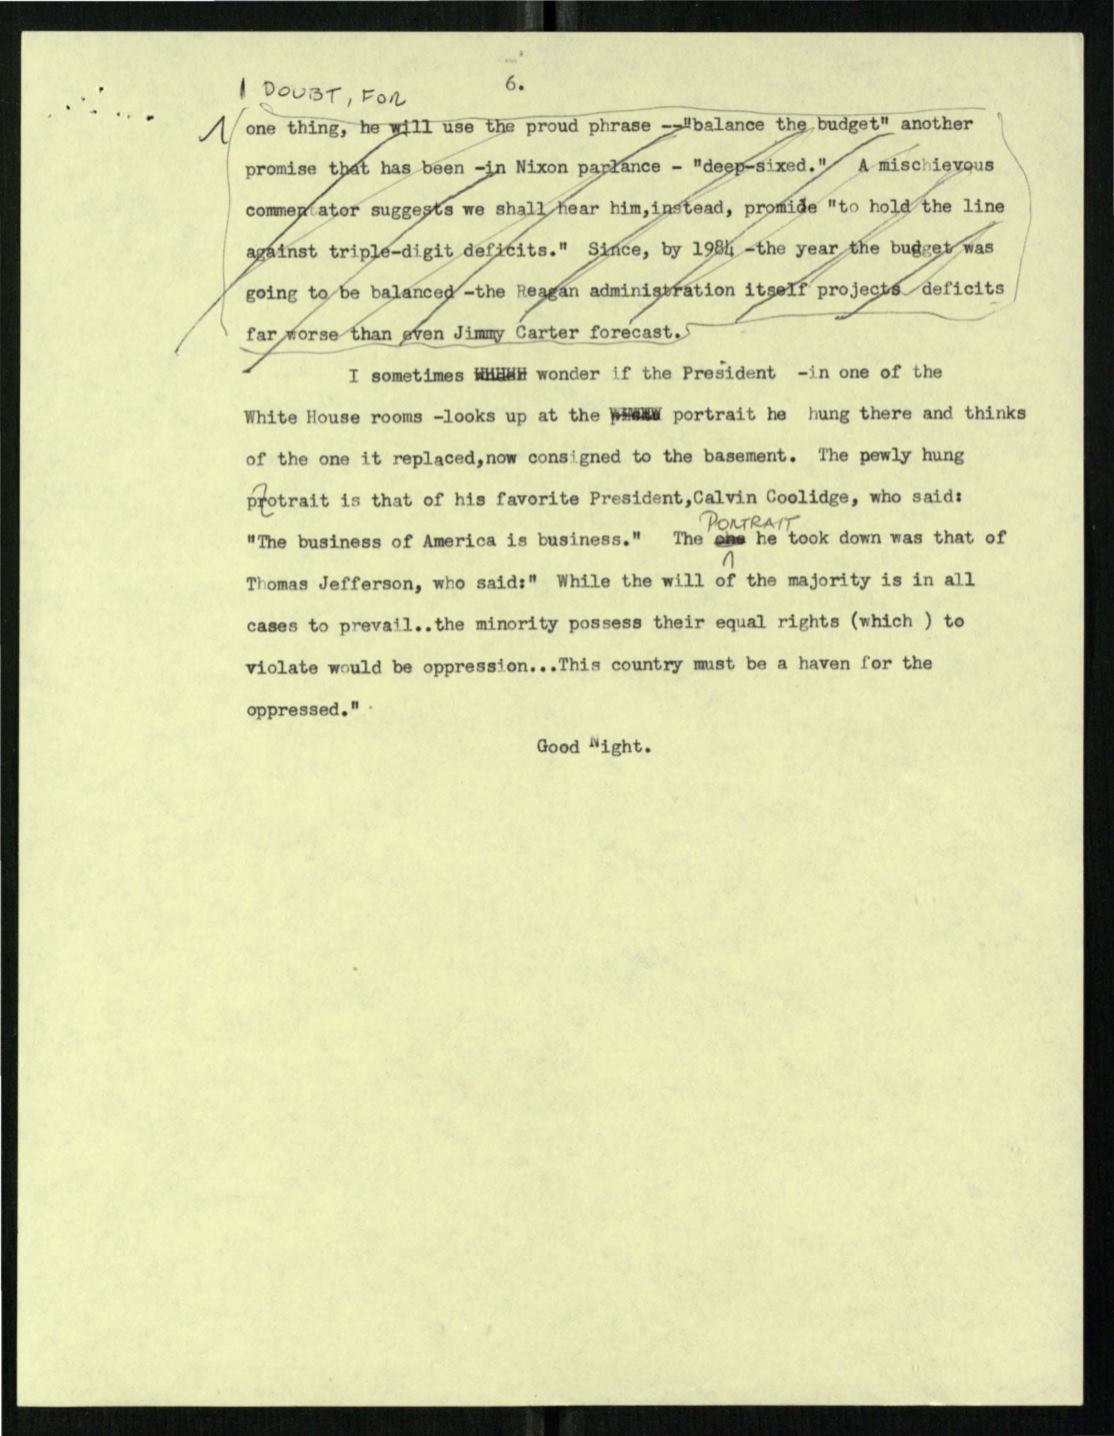 6.
I DOUBT, FOR
one thing, he will use the proud phrase --"balance the budget" another
promise that has been -in Nixon parlance - "deep-sixed." A mischievous
commentator suggests we shall hear him,instead, promide "to hold the line
against triple-digit deficits." Since, by 1984 -the year the budget was
going to be balanced -the Reagan administration itself projects deficits
far worse than even Jimmy Carter forecast.
I sometimes wonder if the President -in one of the
White House rooms -looks up at the portrait he hung there and thinks
of the one it replaced,now consigned to the basement. The pewly hung
protrait is that of his favorite President,Calvin Coolidge, who said:
PORTRAIT
"The business of America is business." The one he took down was that of
Thomas Jefferson, who said:" While the will of the majority is in all
cases to prevail..the minority possess their equal rights (which ) to
violate would be oppression...This country must be a haven for the
oppressed."
Good Night.